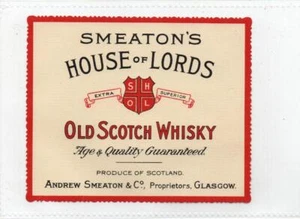 SMEATON'S
HOUSE OF LORDS
EXTRA SUPERIOR
S H
O L
OLD SCOTCH WHISKY
Age & Quality Guaranteed.
PRODUCE OF SCOTLAND.
ANDREW SMEATON & Co, Proprietors, GLASGOW.